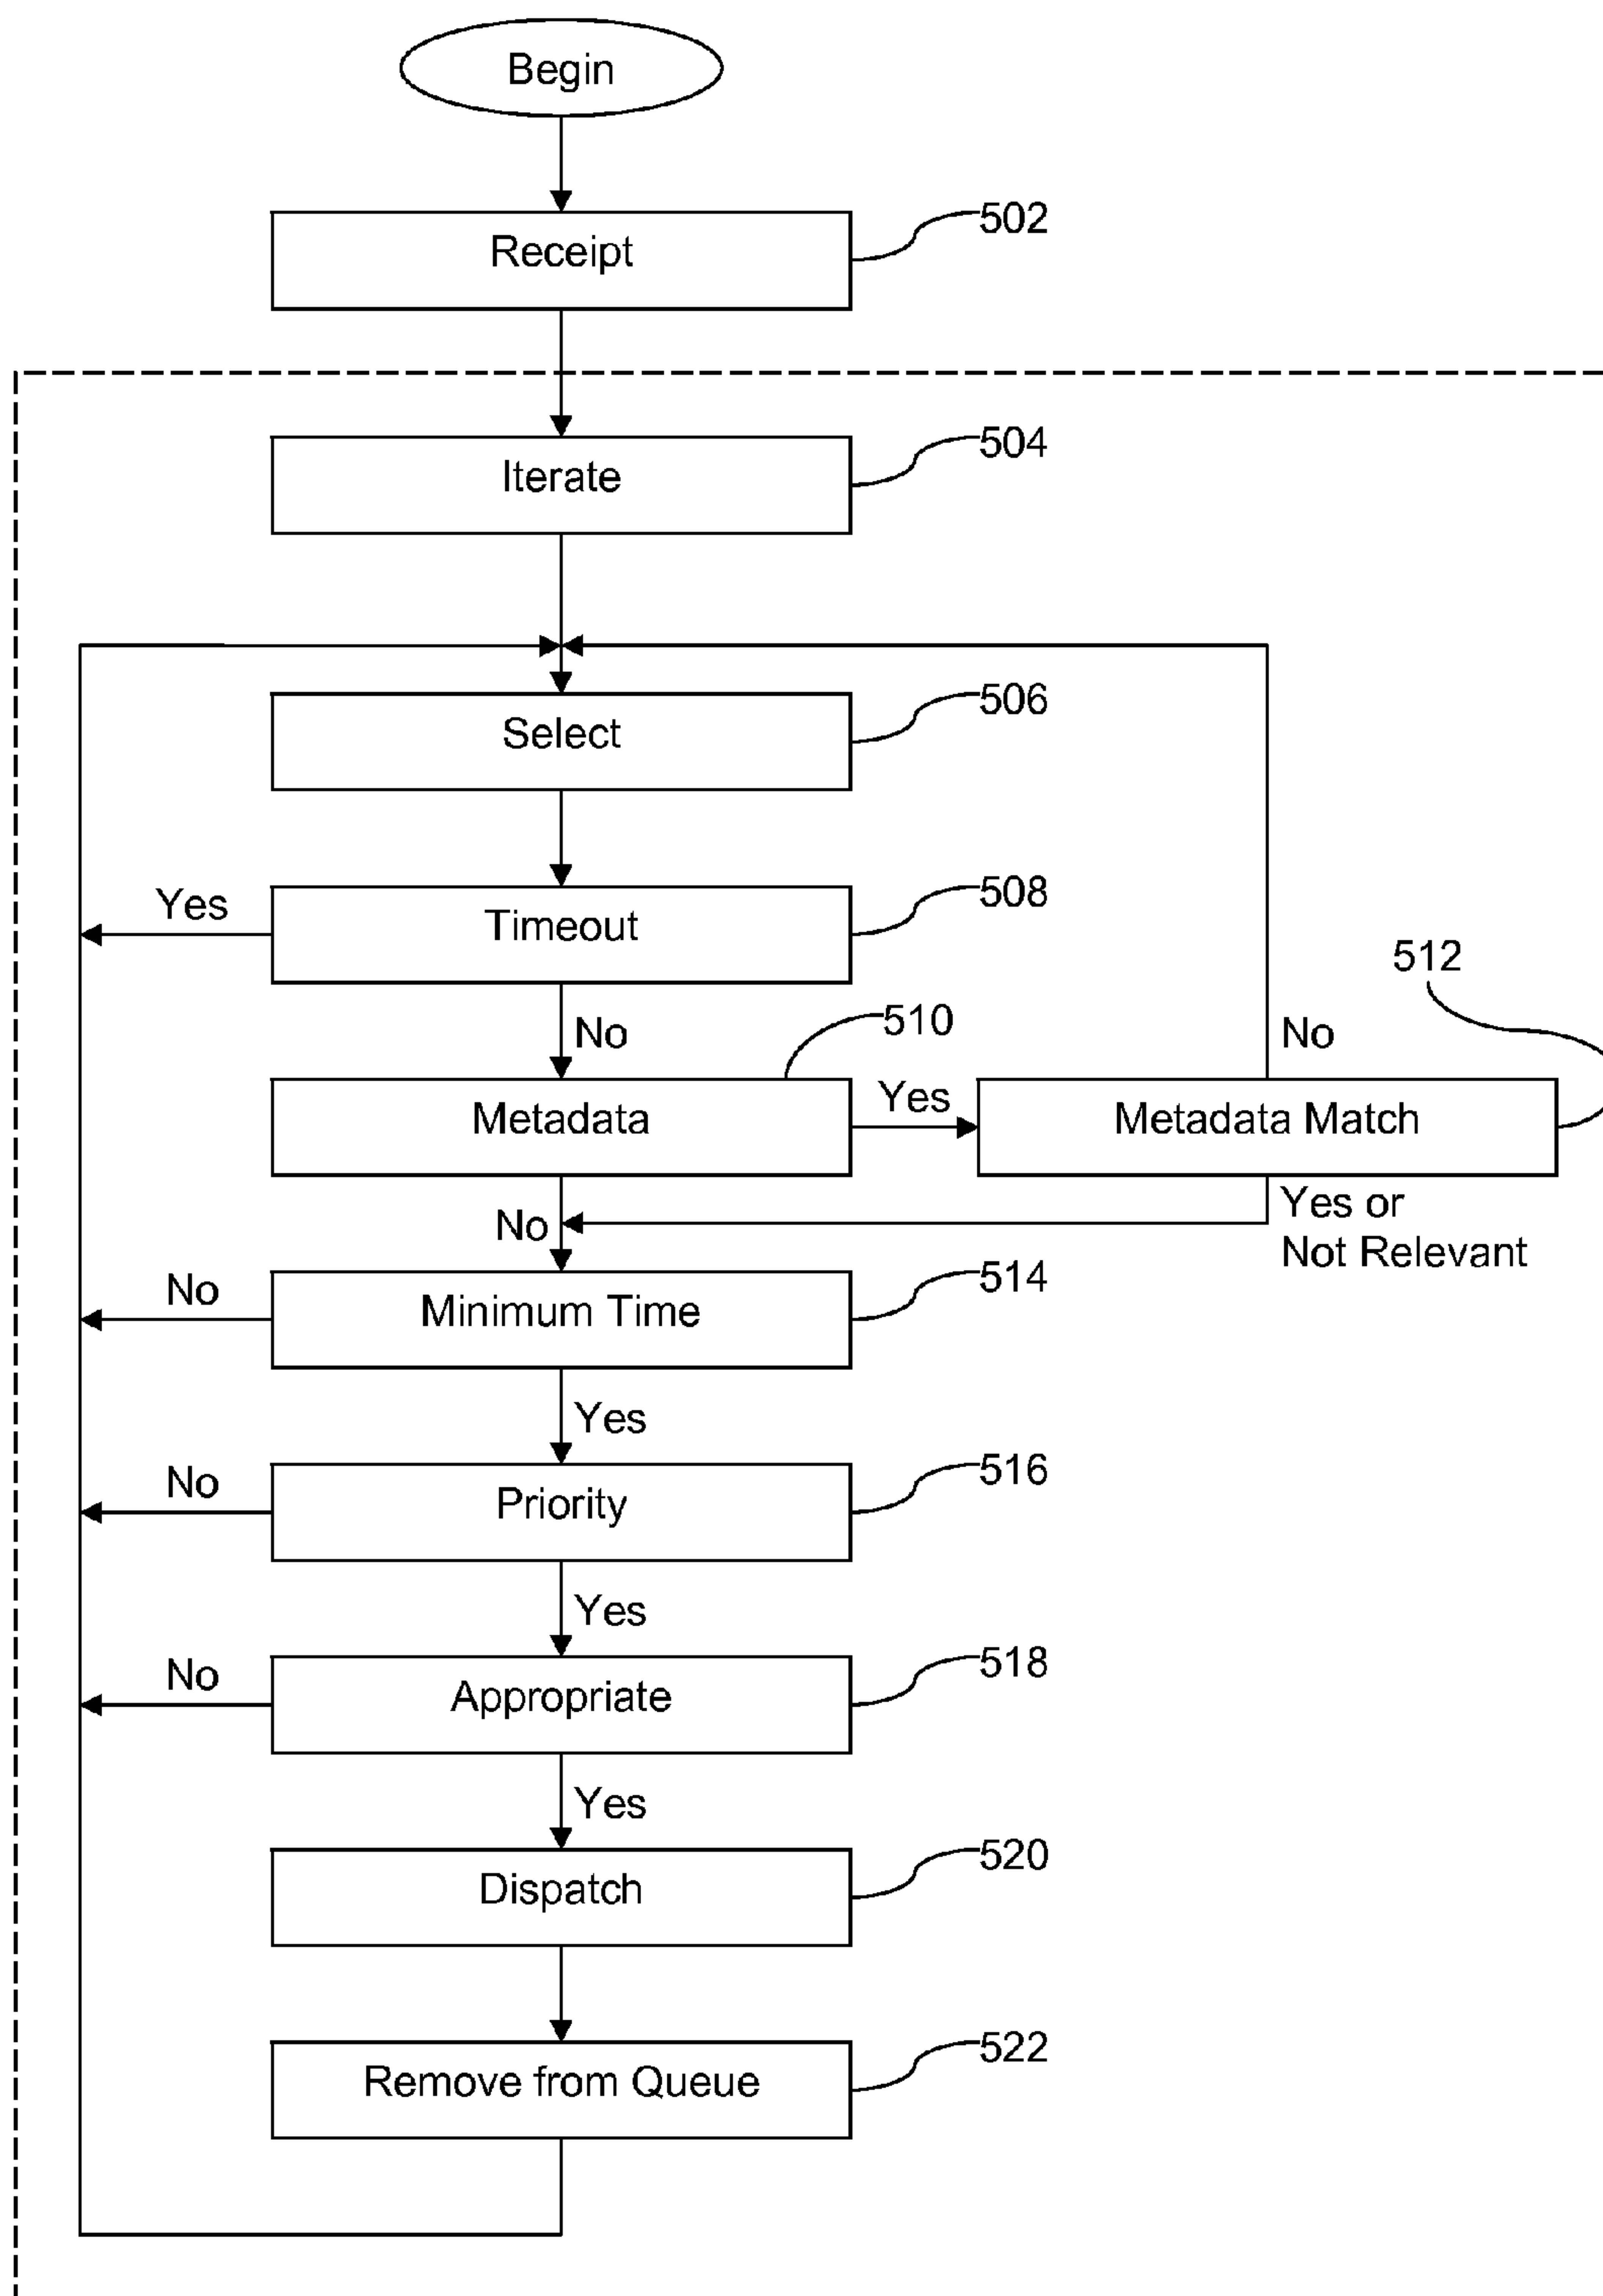 Begin
Receipt
502
Iterate
504
Select
506
Timeout
508
Yes
No
Metadata
510
Yes
Metadata Match
512
No
No
Yes or
Not Relevant
Minimum Time
514
No
Yes
Priority
516
No
Yes
Appropriate
518
No
Yes
Dispatch
520
Remove from Queue
522